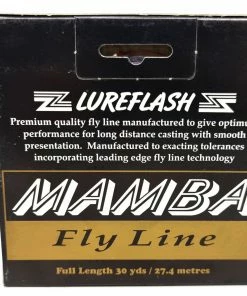 LUREFLASH
Premium quality fly line manufactured to give optimum
performance for long distance casting with smooth
presentation. Manufactured to exacting tolerances
incorporating leading edge fly line technology
MAMBA
Fly Line
Full Length 30 yds / 27.4 metres